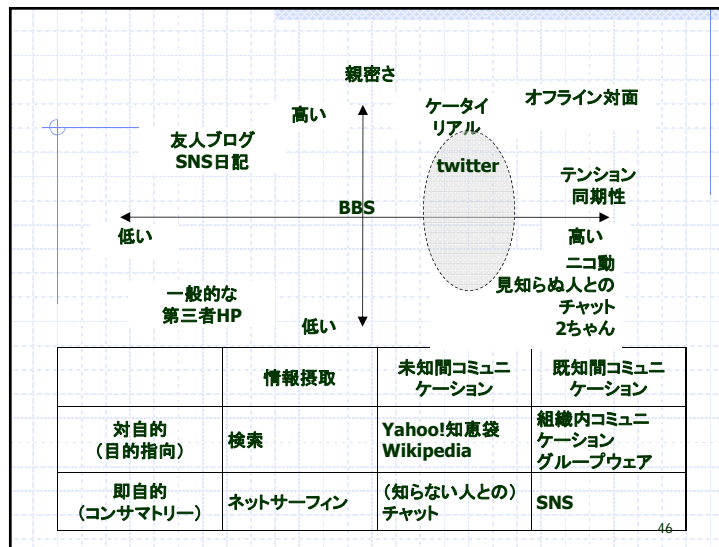 親密さ
高い
ケータイ
リアル
オフライン対面
友人ブログ
SNS日記
twitter
テンション
同期性
BBS
低い
高い
ニコ動
見知らぬ人との
チャット
2ちゃん
一般的な
第三者HP
低い
情報摂取
未知間コミュニ
ケーション
既知間コミュニ
ケーション
対自的
（目的指向）
検索
Yahoo!知恵袋
Wikipedia
組織内コミュニ
ケーション
グループウェア
即自的
（コンサマトリー）
ネットサーフィン
（知らない人との）
チャット
SNS
46